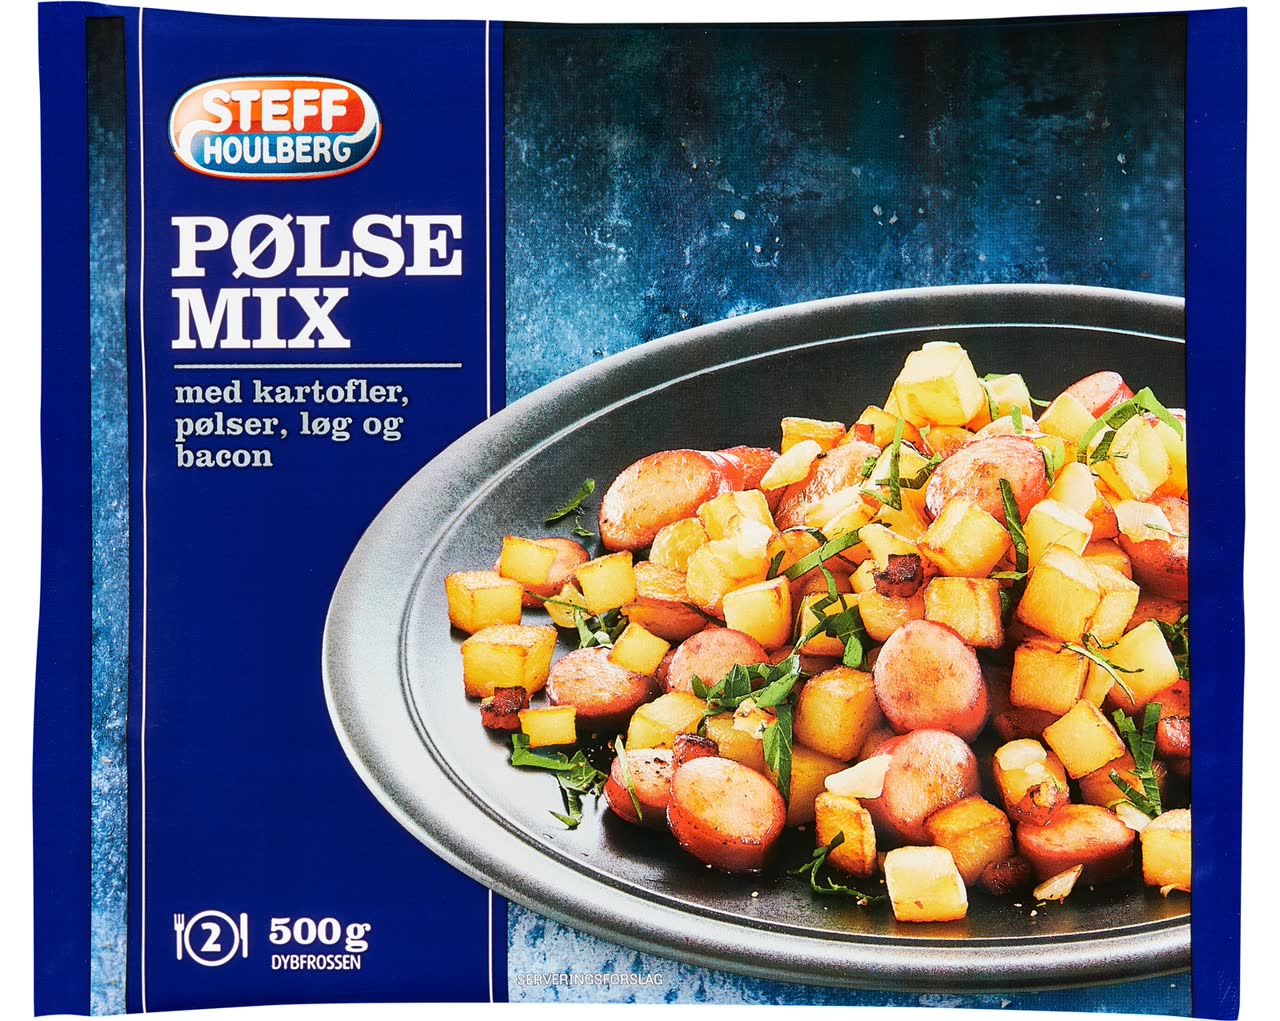 STEFF
HOULBERG
PØLSE
MIX
med kartofler,
pølser, løg og
bacon
2
500g
DYBFROSSEN
SERVERINGSFORSLAG